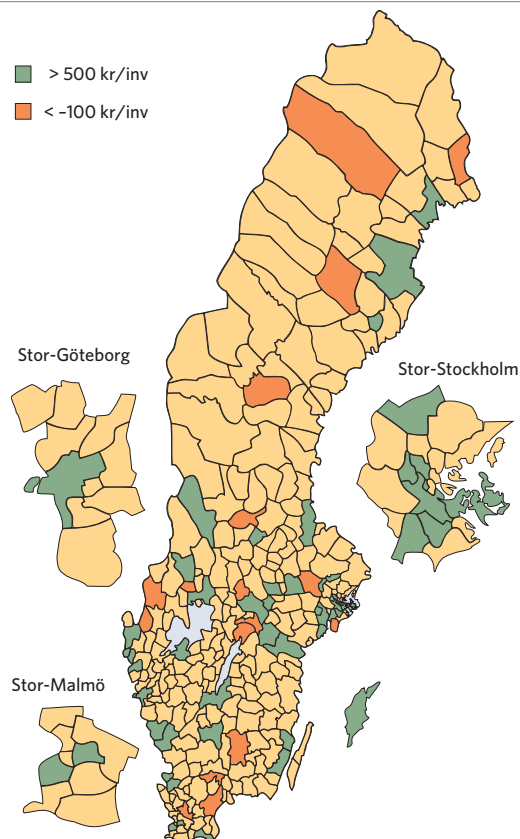 > 500 kr/inv
< –100 kr/inv
Stor-Göteborg
Stor-Stockholm
Stor-Malmö